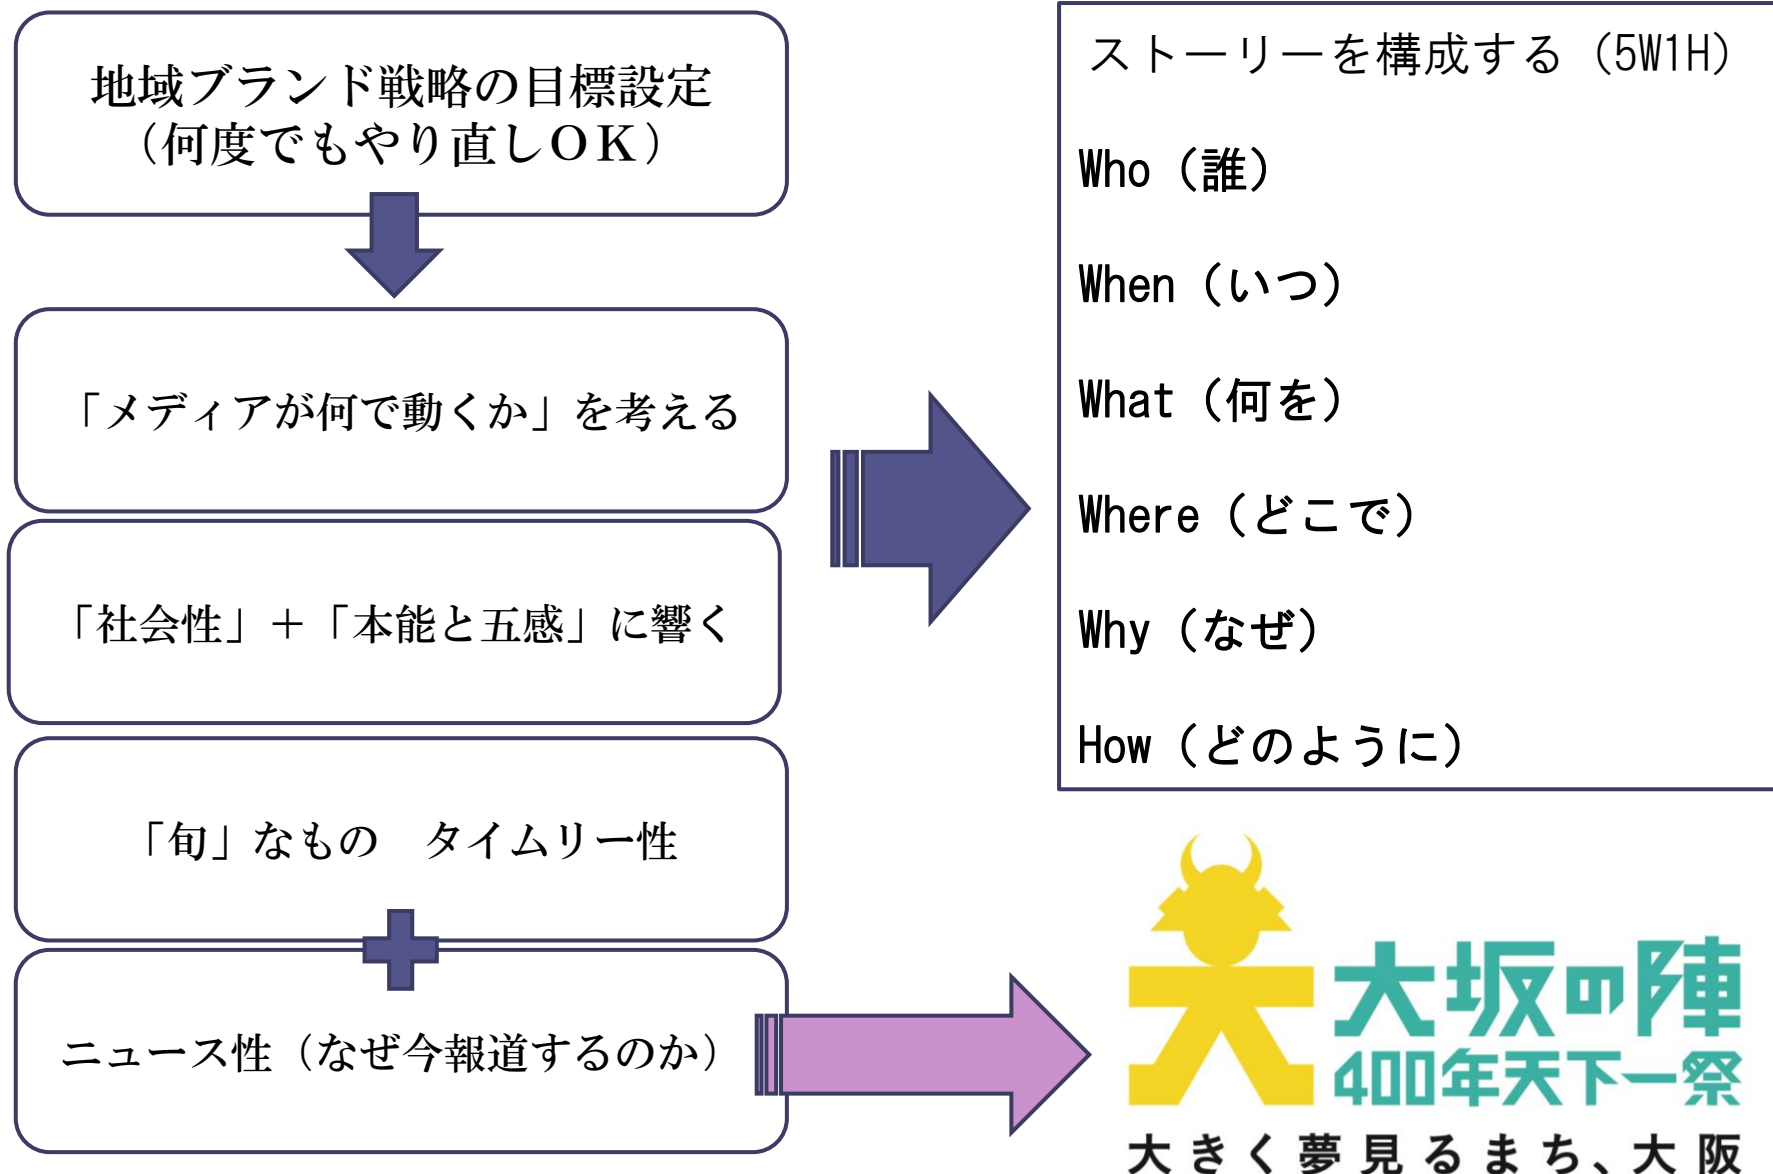 地域ブランド戦略の目標設定
（何度でもやり直しＯＫ）
「メディアが何で動くか」を考える
「社会性」＋「本能と五感」に響く
「旬」なもの　タイムリー性
ニュース性（なぜ今報道するのか）
ストーリーを構成する（5W1H）
Who（誰）
When（いつ）
What（何を）
Where（どこで）
Why（なぜ）
How（どのように）
大坂の陣
400年天下一祭
大きく夢見るまち、大阪